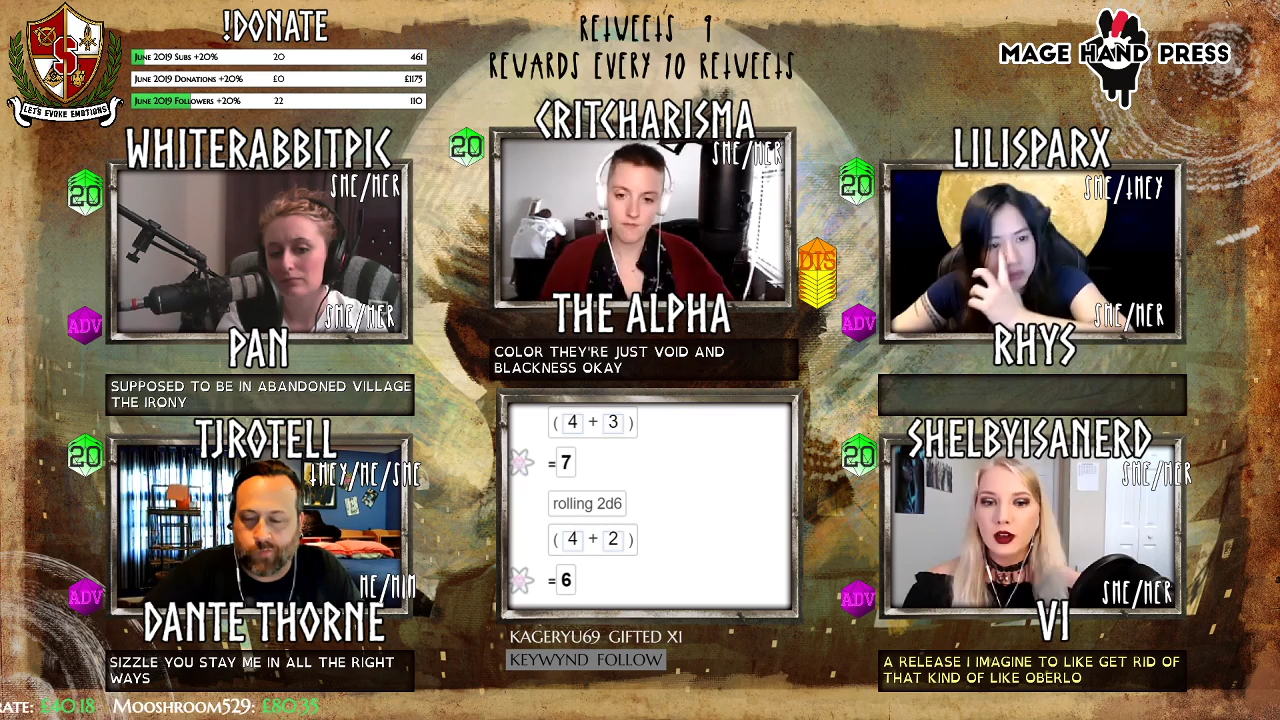 !DONATE
JUNE 2019 SUBS +20% 20 461
JUNE 2019 DONATIONS +20% £0 £1175
JUNE 2019 FOLLOWERS +20% 22 110
S
LET'S EVOKE EMOTIONS
RETWEETS 9
REWARDS EVERY 10 RETWEETS
MAGE HAND PRESS
WHITERABBITPIC
SHE/HER
20
ADV
SHE/HER
PAN
SUPPOSED TO BE IN ABANDONED VILLAGE
THE IRONY
CRITCHARISMA
SHE/HER
20
DIS
THE ALPHA
COLOR THEY'RE JUST VOID AND
BLACKNESS OKAY
LILISPARX
SHE/THEY
20
ADV
SHE/HER
RHYS
TJROTELL
THEY/HE/SHE
20
ADV
HE/HIM
DANTE THORNE
SIZZLE YOU STAY ME IN ALL THE RIGHT
WAYS
( 4 + 3 )
= 7
rolling 2d6
( 4 + 2 )
= 6
KAGERYU69 GIFTED X1
KEYWYND FOLLOW
SHELBYISANERD
SHE/HER
20
ADV
SHE/HER
VI
A RELEASE I IMAGINE TO LIKE GET RID OF
THAT KIND OF LIKE OBERLO
RATE: £40.18 MOOSHROOM529: £80.35